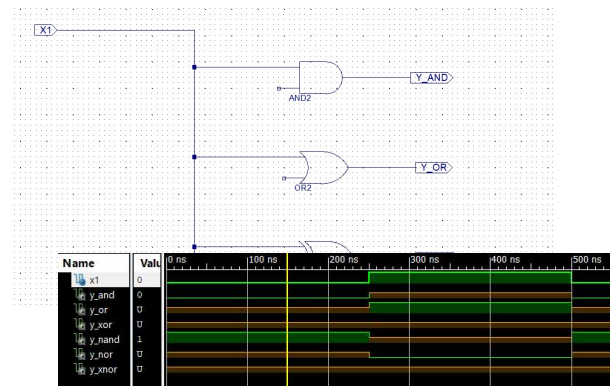 X1
Y_AND
AND2
Y_OR
OR2
Name Valu 0 ns 100 ns 200 ns 300 ns 400 ns 500 ns
x1 0
y_and 0
y_or U
y_xor U
y_nand 1
y_nor U
y_xnor U